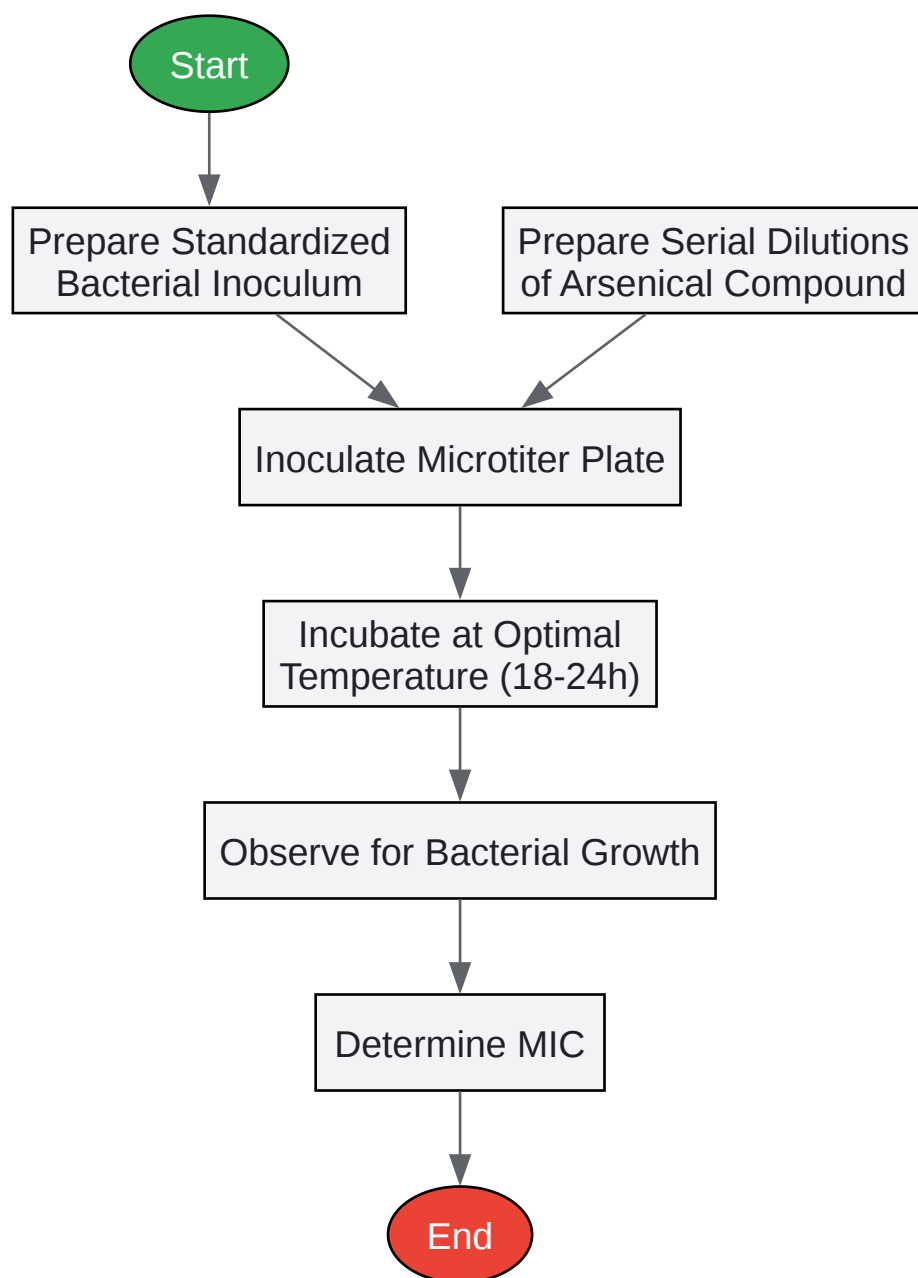 Start
Prepare Standardized
Bacterial Inoculum
Prepare Serial Dilutions
of Arsenical Compound
Inoculate Microtiter Plate
Incubate at Optimal
Temperature (18-24h)
Observe for Bacterial Growth
Determine MIC
End